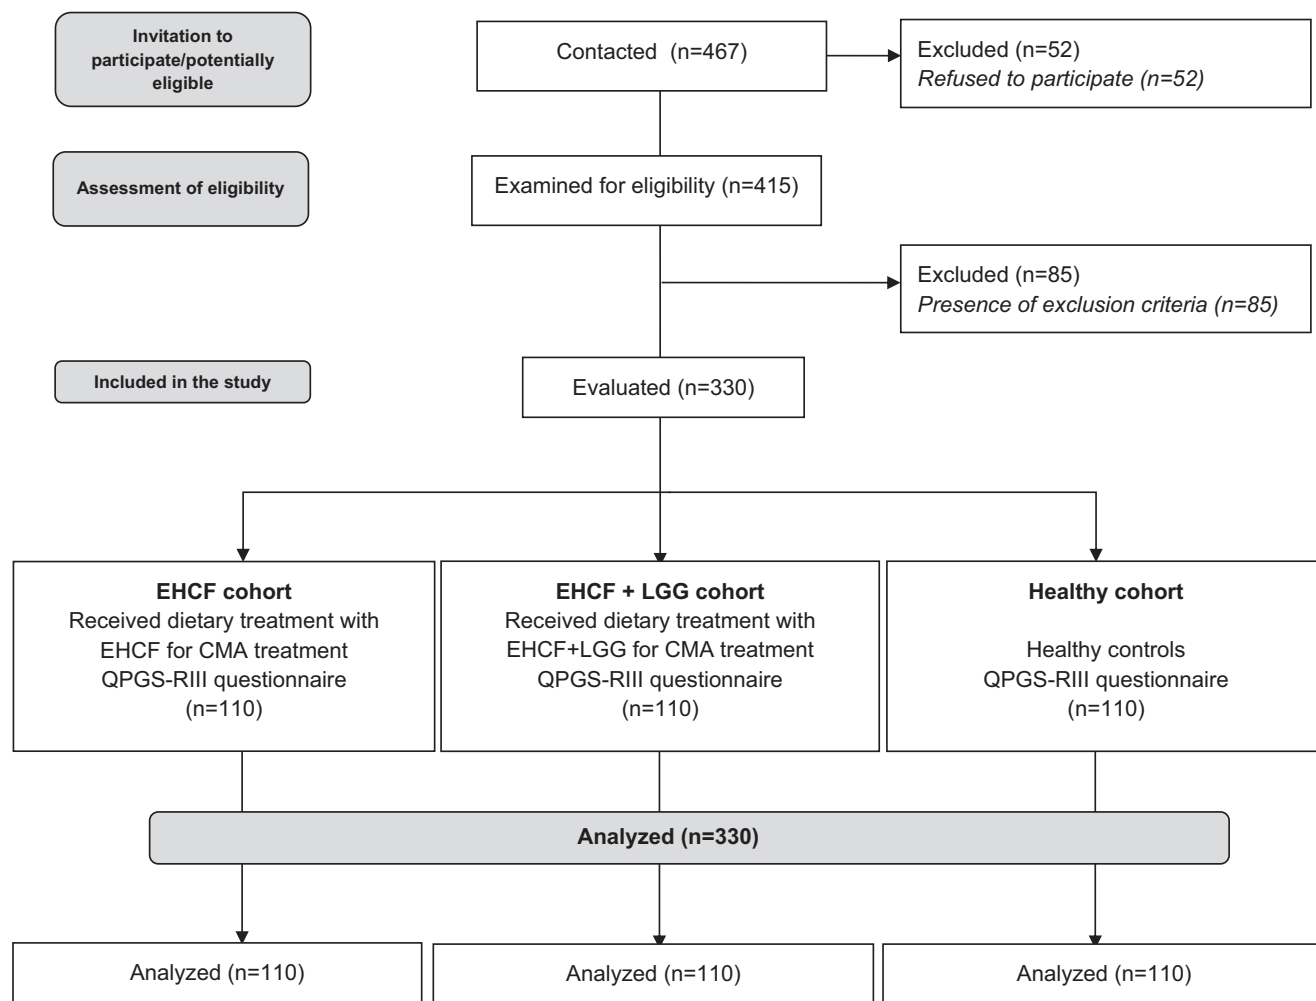 Invitation to
participate/potentially
eligible
Contacted (n=467)
Excluded (n=52)
Refused to participate (n=52)
Assessment of eligibility
Examined for eligibility (n=415)
Excluded (n=85)
Presence of exclusion criteria (n=85)
Included in the study
Evaluated (n=330)
EHCF cohort
Received dietary treatment with
EHCF for CMA treatment
QPGS-RIII questionnaire
(n=110)
EHCF + LGG cohort
Received dietary treatment with
EHCF+LGG for CMA treatment
QPGS-RIII questionnaire
(n=110)
Healthy cohort
Healthy controls
QPGS-RIII questionnaire
(n=110)
Analyzed (n=330)
Analyzed (n=110)
Analyzed (n=110)
Analyzed (n=110)